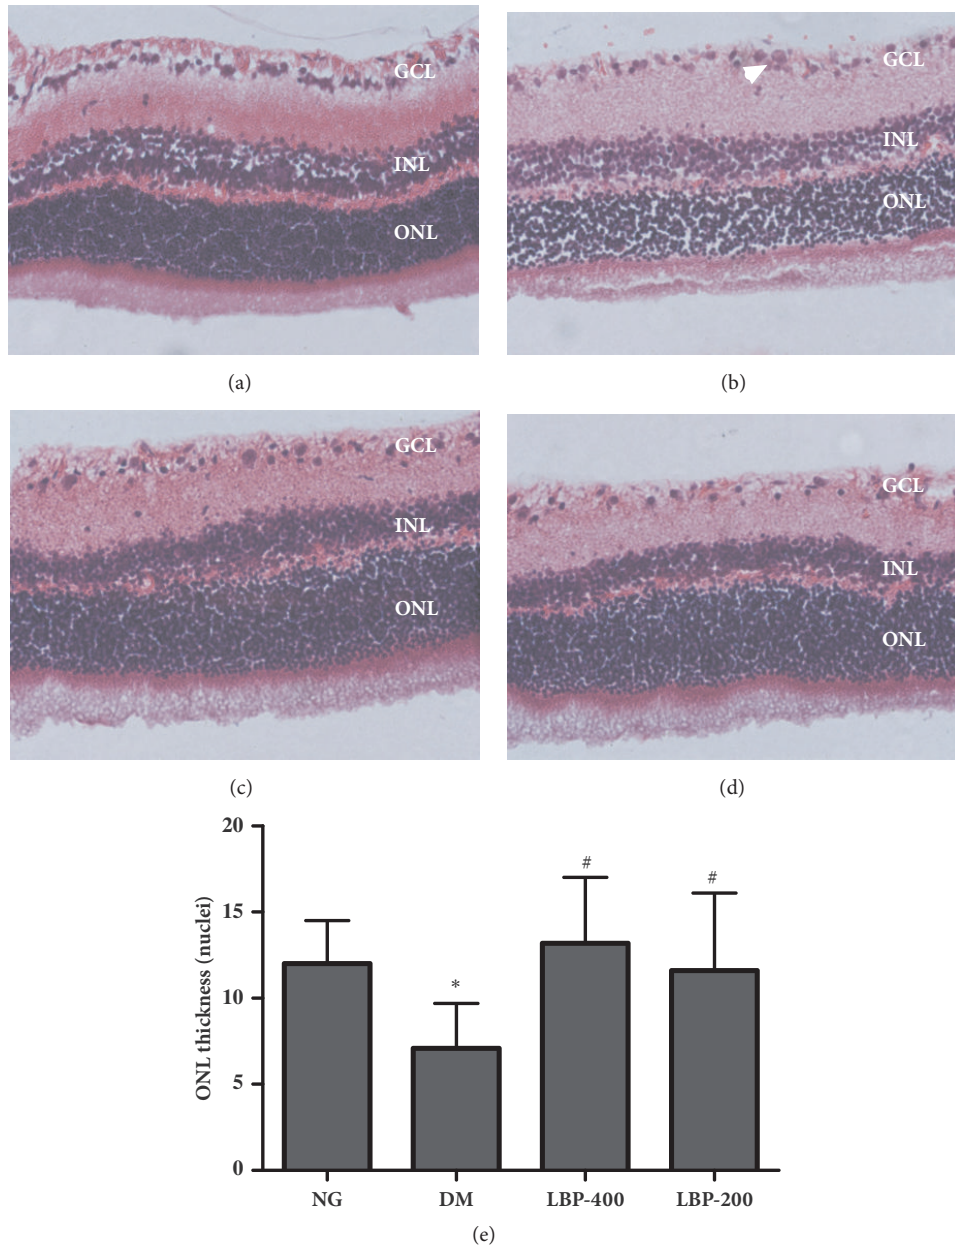 GCL
INL
ONL
(a)
GCL
INL
ONL
(b)
GCL
INL
ONL
(c)
GCL
INL
ONL
(d)
20
15
10
5
0
ONL thickness (nuclei)
*
#
#
NG DM LBP-400 LBP-200
(e)